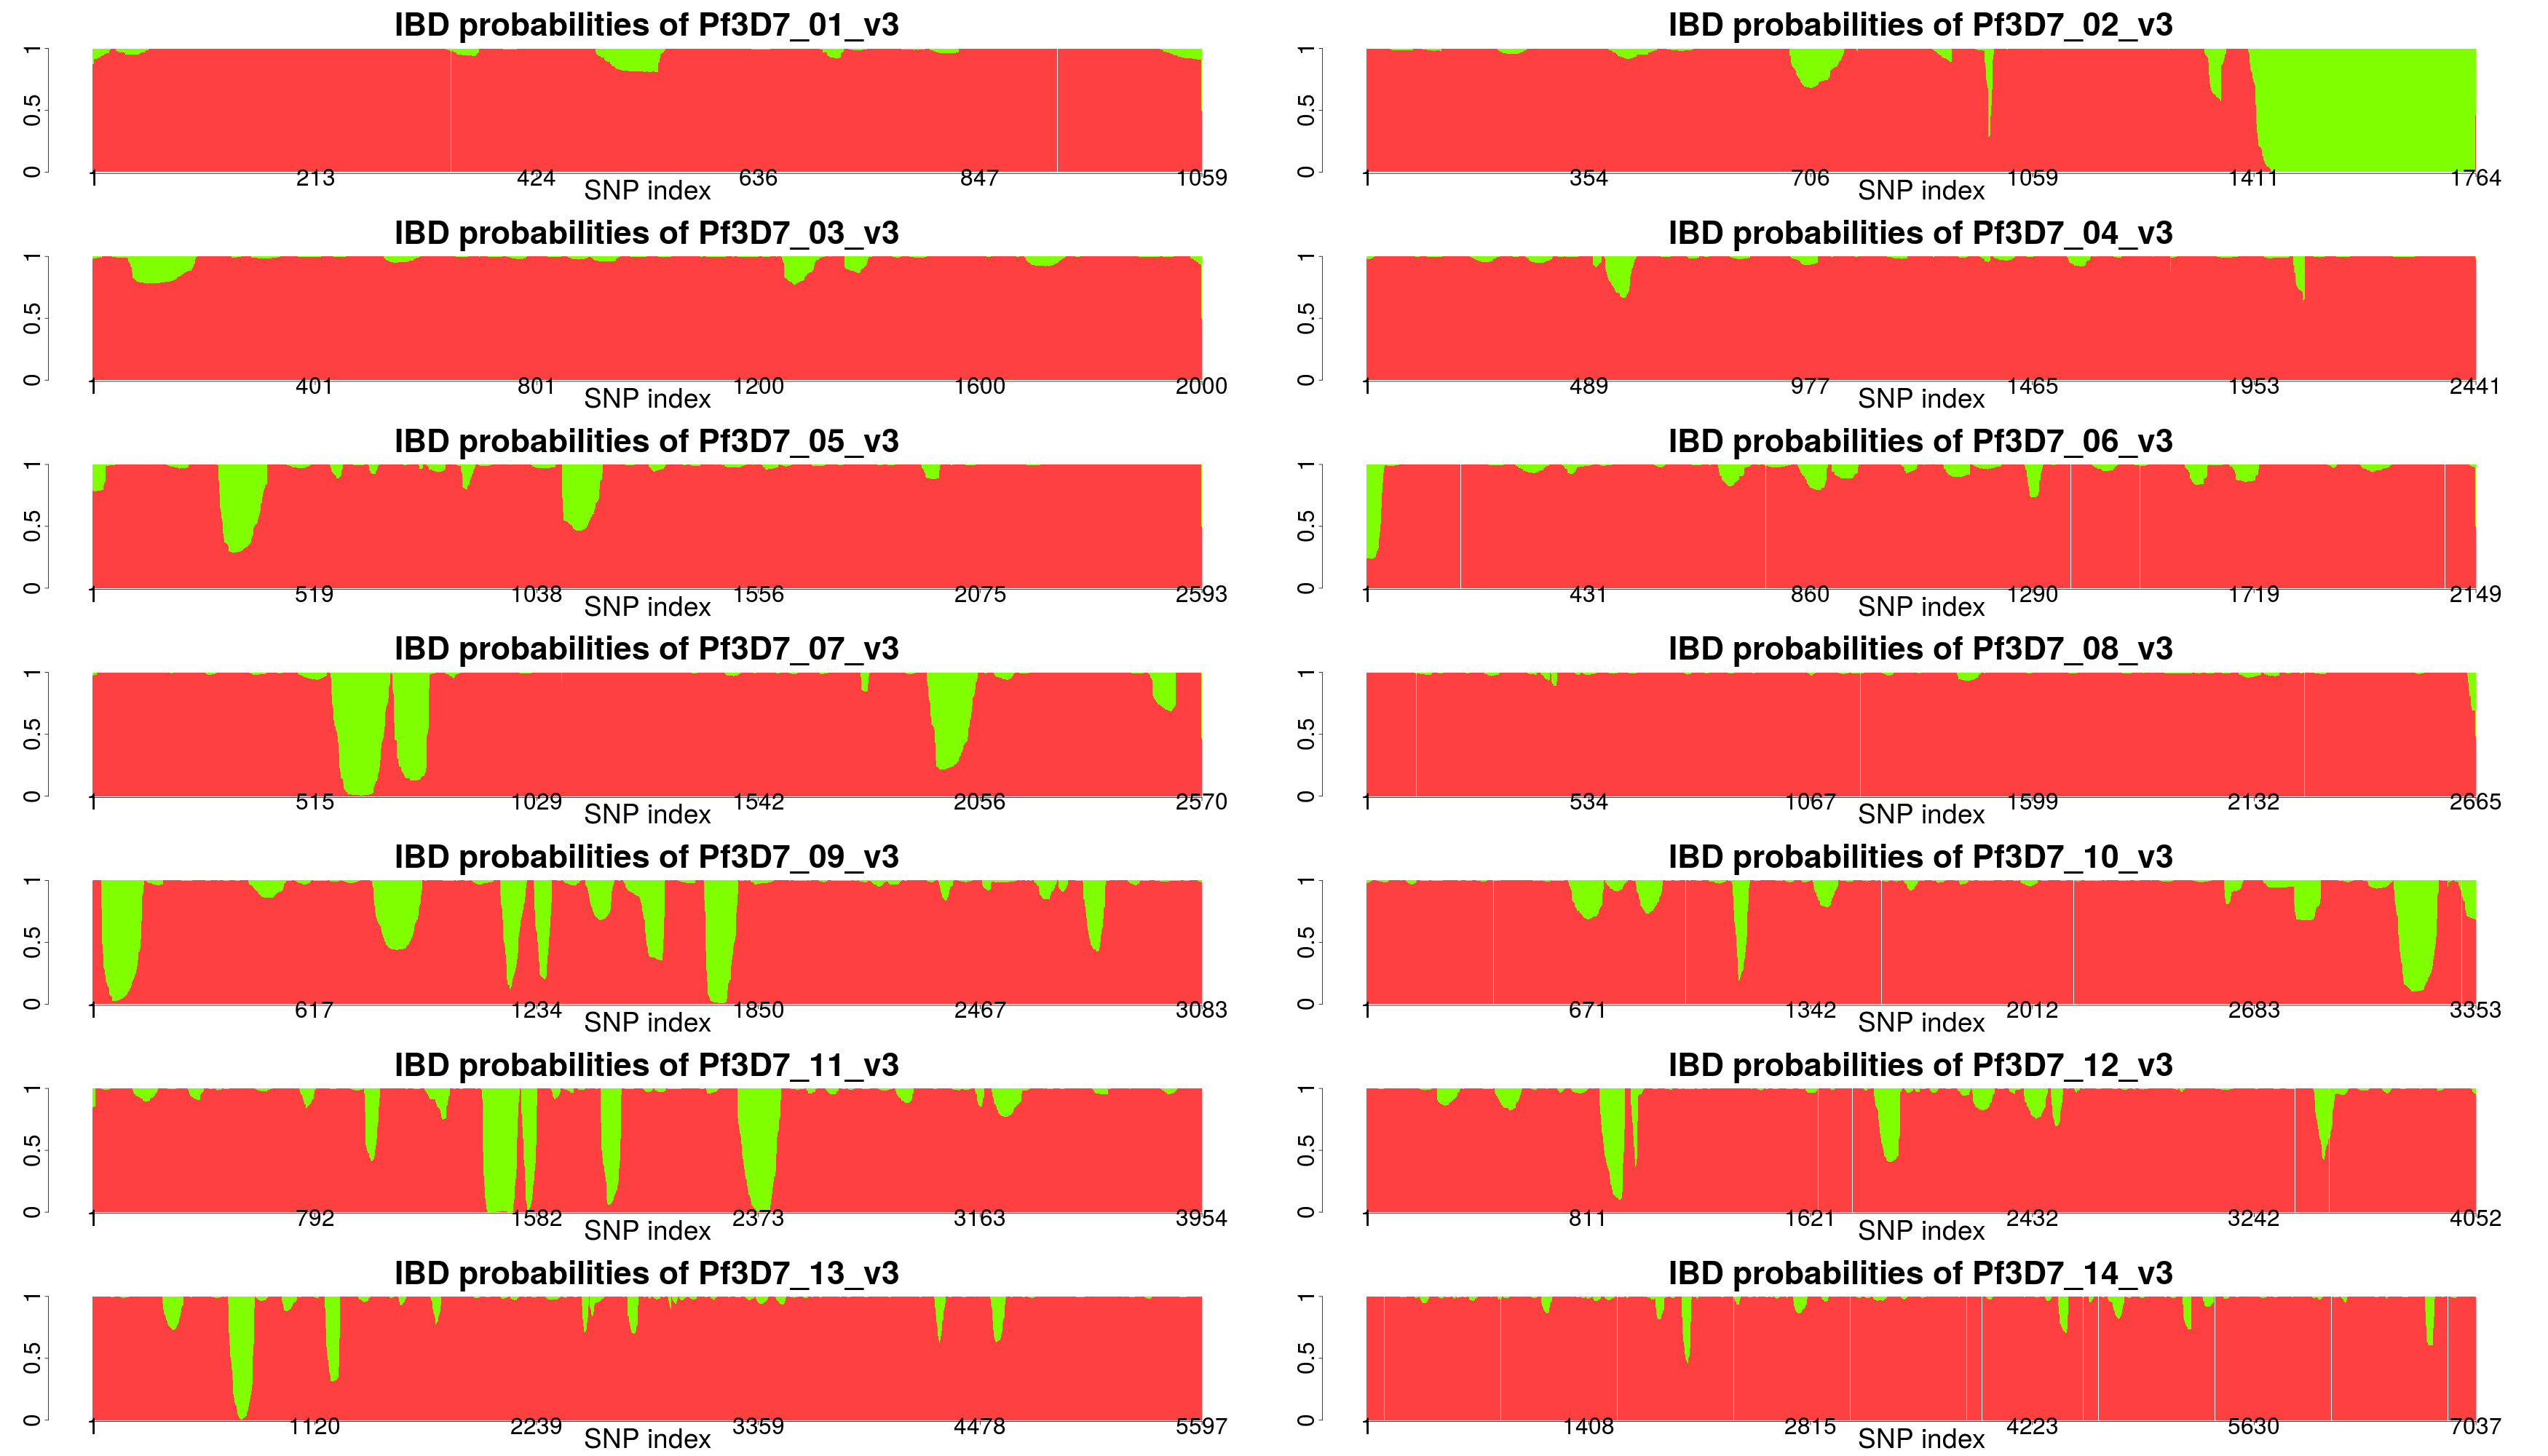 IBD probabilities of Pf3D7_01_v3
0 0.5 1
1 213 424 636 847 1059
SNP index
IBD probabilities of Pf3D7_02_v3
0 0.5 1
1 354 706 1059 1411 1764
SNP index
IBD probabilities of Pf3D7_03_v3
0 0.5 1
1 401 801 1200 1600 2000
SNP index
IBD probabilities of Pf3D7_04_v3
0 0.5 1
1 489 977 1465 1953 2441
SNP index
IBD probabilities of Pf3D7_05_v3
0 0.5 1
1 519 1038 1556 2075 2593
SNP index
IBD probabilities of Pf3D7_06_v3
0 0.5 1
1 431 860 1290 1719 2149
SNP index
IBD probabilities of Pf3D7_07_v3
0 0.5 1
1 515 1029 1542 2056 2570
SNP index
IBD probabilities of Pf3D7_08_v3
0 0.5 1
1 534 1067 1599 2132 2665
SNP index
IBD probabilities of Pf3D7_09_v3
0 0.5 1
1 617 1234 1850 2467 3083
SNP index
IBD probabilities of Pf3D7_10_v3
0 0.5 1
1 671 1342 2012 2683 3353
SNP index
IBD probabilities of Pf3D7_11_v3
0 0.5 1
1 792 1582 2373 3163 3954
SNP index
IBD probabilities of Pf3D7_12_v3
0 0.5 1
1 811 1621 2432 3242 4052
SNP index
IBD probabilities of Pf3D7_13_v3
0 0.5 1
1 1120 2239 3359 4478 5597
SNP index
IBD probabilities of Pf3D7_14_v3
0 0.5 1
1 1408 2815 4223 5630 7037
SNP index